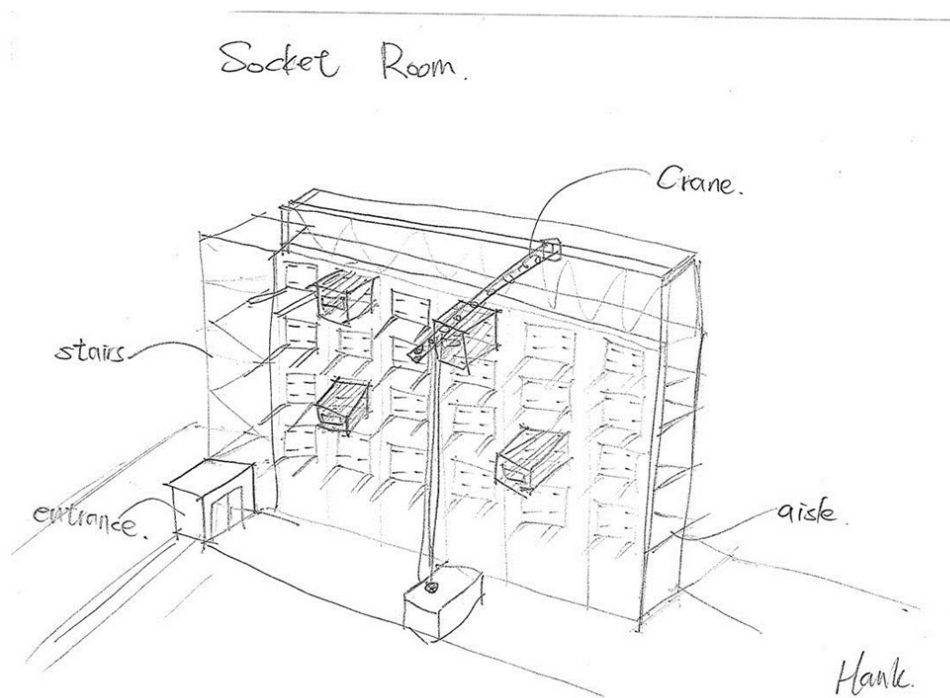 Socket Room.
Crane.
stairs
entrance.
aisle.
Hank.